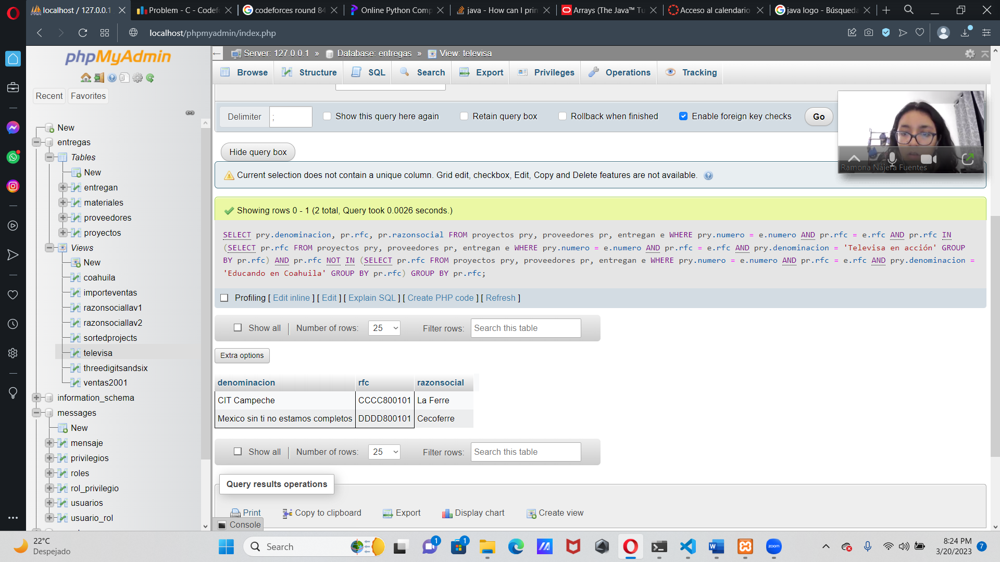 localhost / 127.0.0.1
Problem - C - Codef
codeforces round 84
Online Python Comp
java - How can I prin
Arrays (The Java™ Tu
Acceso al calendario
java logo - Búsqueda
localhost/phpmyadmin/index.php
phpMyAdmin
Recent
Favorites
New
entregas
Tables
New
entregan
materiales
proveedores
proyectos
Views
New
coahuila
importeventas
razonsociallav1
razonsociallav2
sortedprojects
televisa
threedigitsandsix
ventas2001
information_schema
messages
New
mensaje
privilegios
roles
rol_privilegio
usuarios
usuario_rol
Server: 127.0.0.1 » Database: entregas » View: televisa
Browse
Structure
SQL
Search
Export
Privileges
Operations
Tracking
Delimiter
;
Show this query here again
Retain query box
Rollback when finished
Enable foreign key checks
Go
Ramona Nájera Fuentes
Hide query box
Current selection does not contain a unique column. Grid edit, checkbox, Edit, Copy and Delete features are not available.
Showing rows 0 - 1 (2 total, Query took 0.0026 seconds.)
SELECT pry.denominacion, pr.rfc, pr.razonsocial FROM proyectos pry, proveedores pr, entregan e WHERE pry.numero = e.numero AND pr.rfc = e.rfc AND pr.rfc IN
(SELECT pr.rfc FROM proyectos pry, proveedores pr, entregan e WHERE pry.numero = e.numero AND pr.rfc = e.rfc AND pry.denominacion = 'Televisa en acción' GROUP
BY pr.rfc) AND pr.rfc NOT IN (SELECT pr.rfc FROM proyectos pry, proveedores pr, entregan e WHERE pry.numero = e.numero AND pr.rfc = e.rfc AND pry.denominacion =
'Educando en Coahuila' GROUP BY pr.rfc) GROUP BY pr.rfc;
Profiling [ Edit inline ] [ Edit ] [ Explain SQL ] [ Create PHP code ] [ Refresh ]
Show all
Number of rows:
25
Filter rows:
Search this table
Extra options
denominacion
rfc
razonsocial
CIT Campeche
CCCC800101
La Ferre
Mexico sin ti no estamos completos
DDDD800101
Cecoferre
Show all
Number of rows:
25
Filter rows:
Search this table
Query results operations
Print
Copy to clipboard
Export
Display chart
Create view
Console
22°C
Despejado
Search
1
1
zoom
8:24 PM
3/20/2023
7